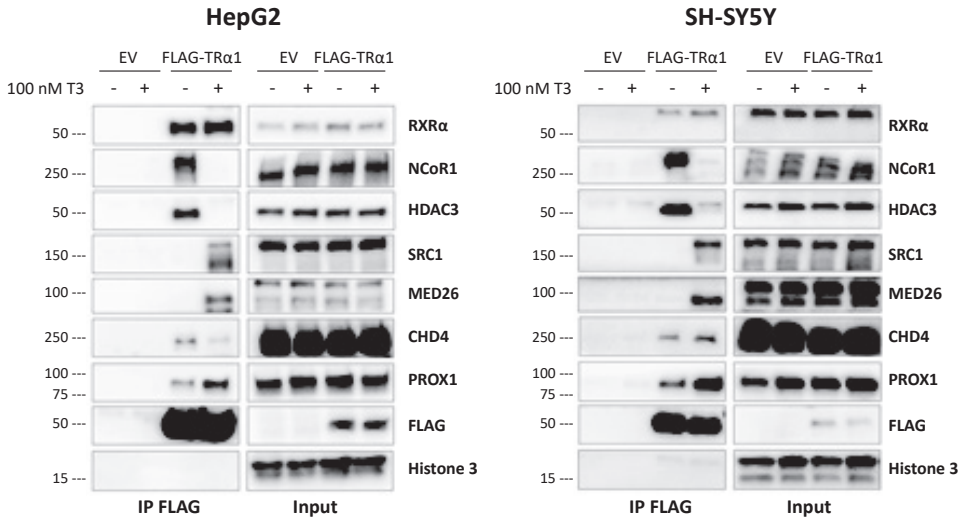 HepG2
EV FLAG-TRα1 EV FLAG-TRα1
100 nM T3 - + - + - + - +
50 --- RXRα
250 --- NCoR1
50 --- HDAC3
150 --- SRC1
100 --- MED26
250 --- CHD4
100 --- PROX1
75 ---
50 --- FLAG
15 --- Histone 3
IP FLAG Input
SH-SY5Y
EV FLAG-TRα1 EV FLAG-TRα1
100 nM T3 - + - + - + - +
50 --- RXRα
250 --- NCoR1
50 --- HDAC3
150 --- SRC1
100 --- MED26
250 --- CHD4
100 --- PROX1
75 ---
50 --- FLAG
15 --- Histone 3
IP FLAG Input